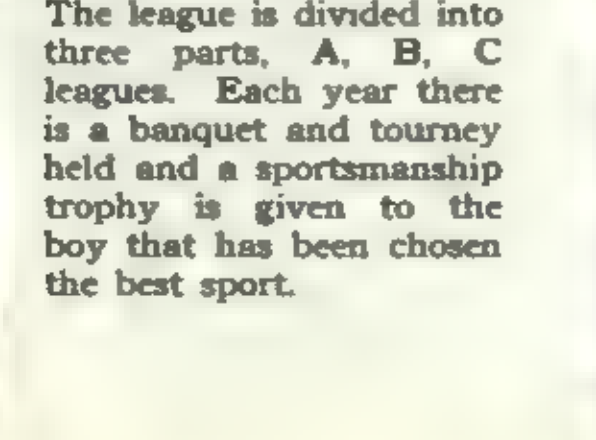 The league is divided into
three parts, A, B, C
leagues. Each year there
is a banquet and tourney
held and a sportsmanship
trophy is given to the
boy that has been chosen
the best sport.